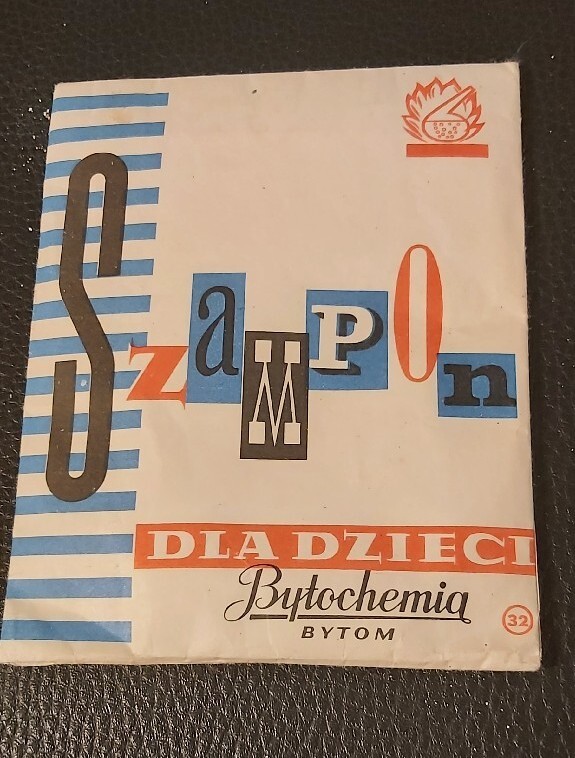 SzaMPOn
DLA DZIECI
Bytochemia
BYTOM
32